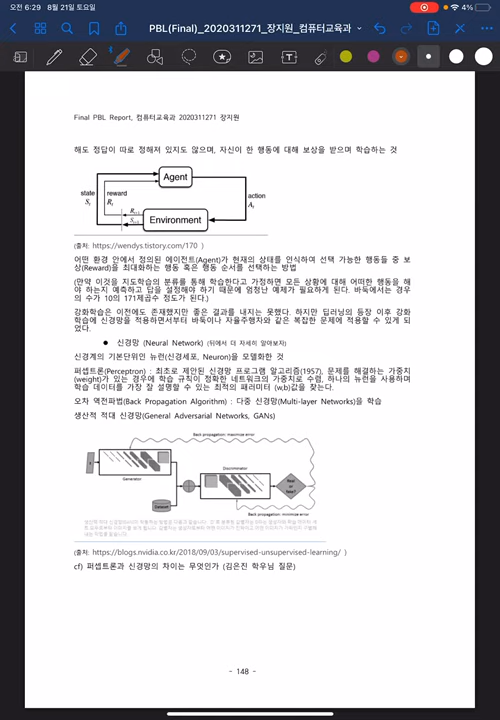 오전 6:29 8월 21일 토요일
4%
PBL(Final)_2020311271_장지원_컴퓨터교육과
Final PBL Report, 컴퓨터교육과 2020311271 장지원
해도 정답이 따로 정해져 있지도 않으며, 자신이 한 행동에 대해 보상을 받으며 학습하는 것
Agent
state
St
reward
Rt
action
At
Rt+1
St+1
Environment
(출처: https://wendys.tistory.com/170 )
어떤 환경 안에서 정의된 에이전트(Agent)가 현재의 상태를 인식하여 선택 가능한 행동들 중 보
상(Reward)을 최대화하는 행동 혹은 행동 순서를 선택하는 방법
(만약 이것을 지도학습의 분류를 통해 학습한다고 가정하면 모든 상황에 대해 어떠한 행동을 해
야 하는지 예측하고 답을 설정해야 하기 때문에 엄청난 예제가 필요하게 된다. 바둑에서는 경우
의 수가 10의 171제곱수 정도가 된다.)
강화학습은 이전에도 존재했지만 좋은 결과를 내지는 못했다. 하지만 딥러닝의 등장 이후 강화
학습에 신경망을 적용하면서부터 바둑이나 자율주행차와 같은 복잡한 문제에 적용할 수 있게 되
었다.
● 신경망 (Neural Network) (뒤에서 더 자세히 알아보자)
신경계의 기본단위인 뉴런(신경세포, Neuron)을 모델화한 것
퍼셉트론(Perceptron) : 최초로 제안된 신경망 프로그램 알고리즘(1957), 문제를 해결하는 가중치
(weight)가 있는 경우에 학습 규칙이 정확한 네트워크의 가중치로 수렴, 하나의 뉴런을 사용하며
학습 데이터를 가장 잘 설명할 수 있는 최적의 패러미터 (w,b)값을 찾는다.
오차 역전파법(Back Propagation Algorithm) : 다중 신경망(Multi-layer Networks)을 학습
생산적 적대 신경망(General Adversarial Networks, GANs)
Back propagation: maximize error
Generator
Discriminator
Real
or
fake?
Dataset
Back propagation: minimize error
(출처: https://blogs.nvidia.co.kr/2018/09/03/supervised-unsupervised-learning/ )
cf) 퍼셉트론과 신경망의 차이는 무엇인가 (김은진 학우님 질문)
- 148 -